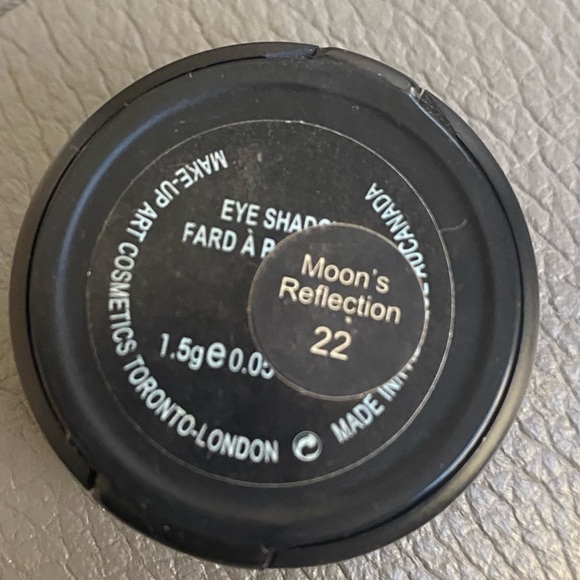 EYE SHADO
FARD À P
1.5g e 0.05
MAKE-UP ART COSMETICS TORONTO-LONDON
MADE IN
CANADA
Moon's
Reflection
22